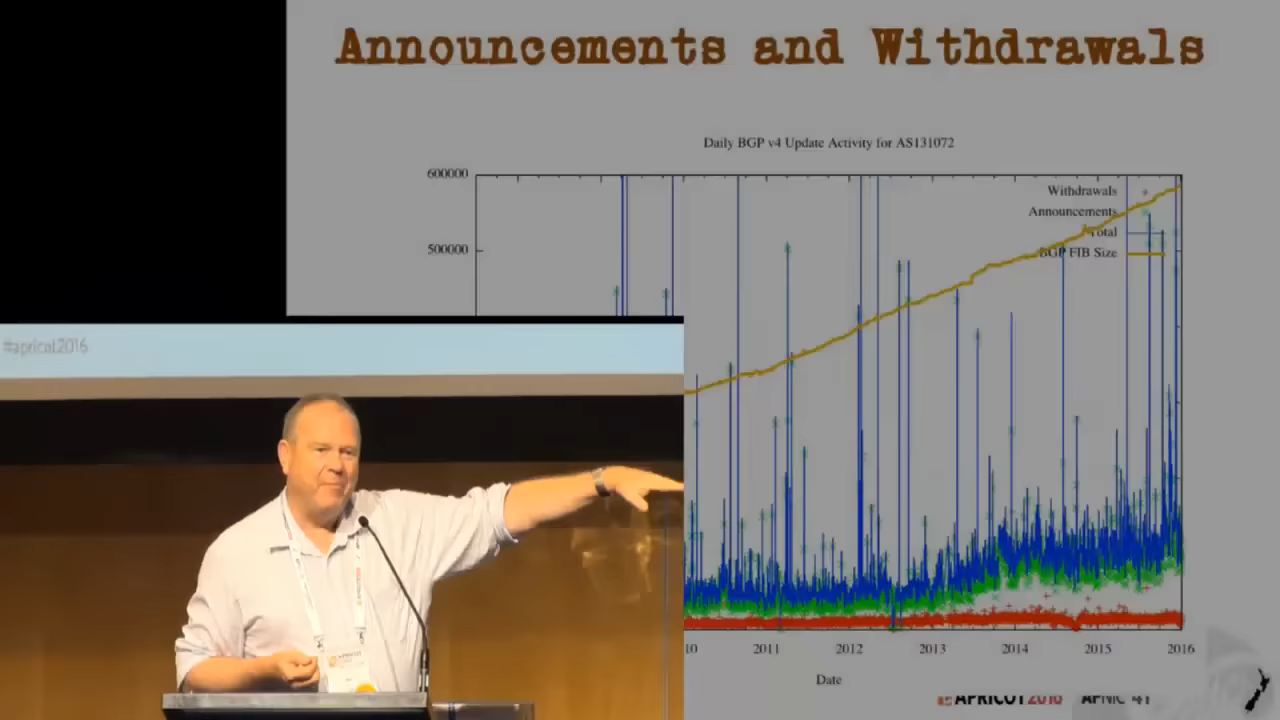 Announcements and Withdrawals
Daily BGP v4 Update Activity for AS131072
600000
500000
Withdrawals
Announcements
Total
BGP FIB Size
#apricot2016
10 2011 2012 2013 2014 2015 2016
Date
APRICOT 2016 APNIC 41